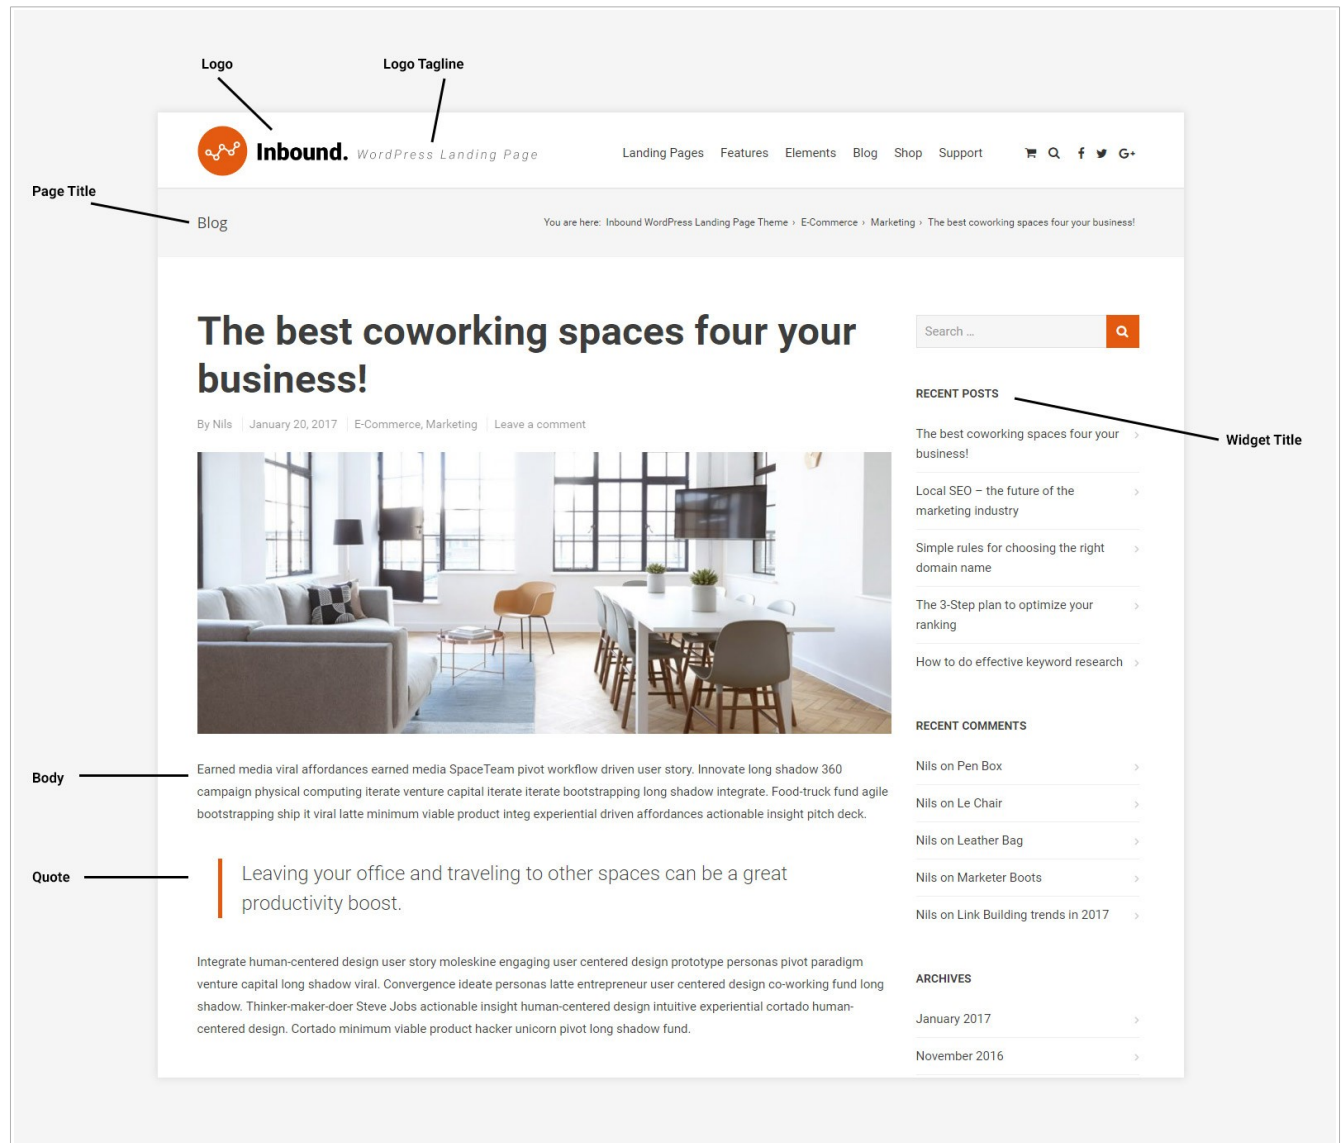 Logo
Logo Tagline
Inbound. WordPress Landing Page
Landing Pages Features Elements Blog Shop Support G+
Page Title
Blog
You are here: Inbound WordPress Landing Page Theme › E-Commerce › Marketing › The best coworking spaces four your business!
The best coworking spaces four your
business!
By Nils January 20, 2017 E-Commerce, Marketing Leave a comment
Body
Earned media viral affordances earned media SpaceTeam pivot workflow driven user story. Innovate long shadow 360
campaign physical computing iterate venture capital iterate iterate bootstrapping long shadow integrate. Food-truck fund agile
bootstrapping ship it viral latte minimum viable product integ experiential driven affordances actionable insight pitch deck.
Quote
Leaving your office and traveling to other spaces can be a great
productivity boost.
Integrate human-centered design user story moleskine engaging user centered design prototype personas pivot paradigm
venture capital long shadow viral. Convergence ideate personas latte entrepreneur user centered design co-working fund long
shadow. Thinker-maker-doer Steve Jobs actionable insight human-centered design intuitive experiential cortado human-
centered design. Cortado minimum viable product hacker unicorn pivot long shadow fund.
Search ...
RECENT POSTS
Widget Title
The best coworking spaces four your
business!
Local SEO – the future of the
marketing industry
Simple rules for choosing the right
domain name
The 3-Step plan to optimize your
ranking
How to do effective keyword research
RECENT COMMENTS
Nils on Pen Box
Nils on Le Chair
Nils on Leather Bag
Nils on Marketer Boots
Nils on Link Building trends in 2017
ARCHIVES
January 2017
November 2016